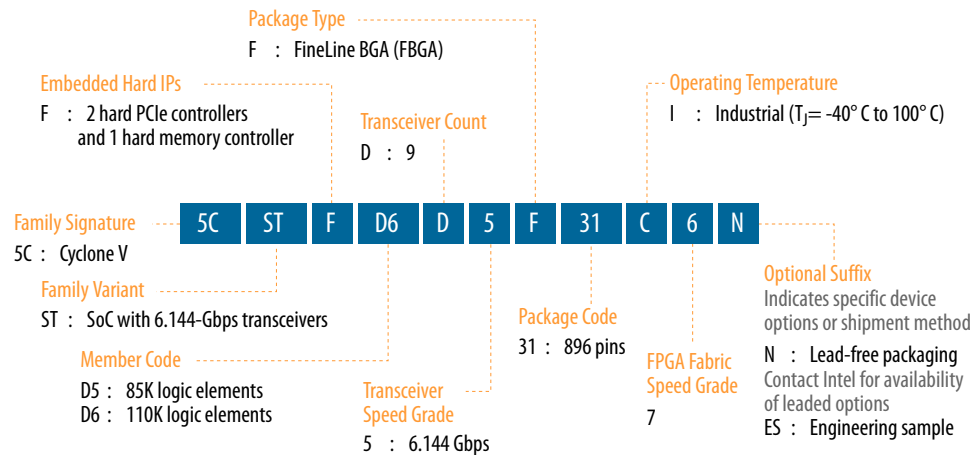 Package Type
F : FineLine BGA (FBGA)
Embedded Hard IPs
F : 2 hard PCIe controllers
and 1 hard memory controller
Transceiver Count
D : 9
Operating Temperature
I : Industrial (TJ= -40° C to 100° C)
Family Signature
5C : Cyclone V
5C ST F D6 D 5 F 31 C 6 N
Family Variant
ST : SoC with 6.144-Gbps transceivers
Member Code
D5 : 85K logic elements
D6 : 110K logic elements
Transceiver
Speed Grade
5 : 6.144 Gbps
Package Code
31 : 896 pins
FPGA Fabric
Speed Grade
7
Optional Suffix
Indicates specific device
options or shipment method
N : Lead-free packaging
Contact Intel for availability
of leaded options
ES : Engineering sample